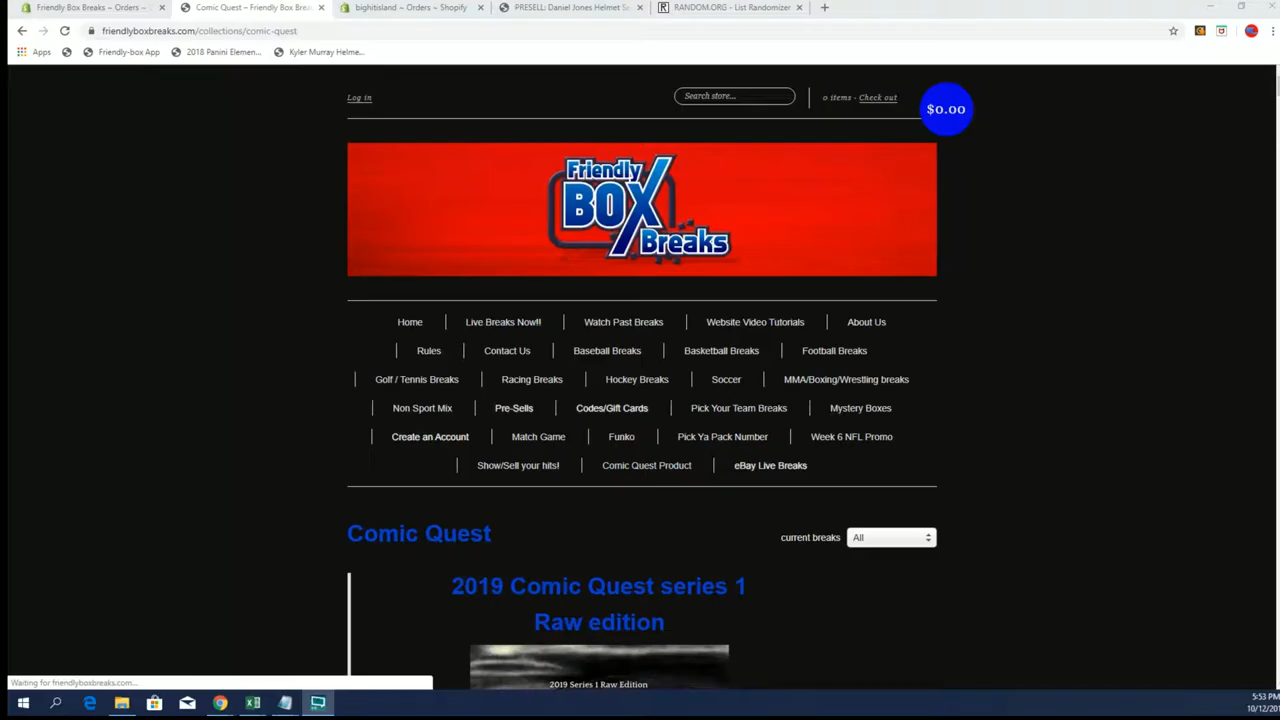 Friendly Box Breaks ~ Orders ~ Comic Quest – Friendly Box Brea bighitisland ~ Orders ~ Shopify PRESELL: Daniel Jones Helmet Se RANDOM.ORG - List Randomizer
friendlyboxbreaks.com/collections/comic-quest
Apps Friendly-box App 2018 Panini Elemen... Kyler Murray Helme...
Log in Search store... 0 items · Check out $0.00
Friendly
BOX
Breaks
Home Live Breaks Now!! Watch Past Breaks Website Video Tutorials About Us
Rules Contact Us Baseball Breaks Basketball Breaks Football Breaks
Golf / Tennis Breaks Racing Breaks Hockey Breaks Soccer MMA/Boxing/Wrestling breaks
Non Sport Mix Pre-Sells Codes/Gift Cards Pick Your Team Breaks Mystery Boxes
Create an Account Match Game Funko Pick Ya Pack Number Week 6 NFL Promo
Show/Sell your hits! Comic Quest Product eBay Live Breaks
Comic Quest current breaks All
2019 Comic Quest series 1
Raw edition
2019 Series 1 Raw Edition
Waiting for friendlyboxbreaks.com...
5:53 PM
10/12/201